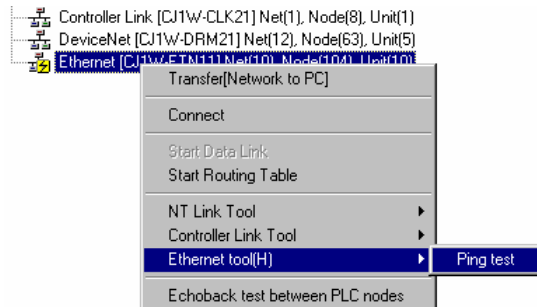 Controller Link [CJ1W-CLK21] Net(1), Node(8), Unit(1)
DeviceNet [CJ1W-DRM21] Net(12), Node(63), Unit(5)
Ethernet [CJ1W-ETN11] Net(10), Node(104), Unit(10)
Transfer[Network to PC]
Connect
Start Data Link
Start Routing Table
NT Link Tool
Controller Link Tool
Ethernet tool(H)
Ping test
Echoback test between PLC nodes